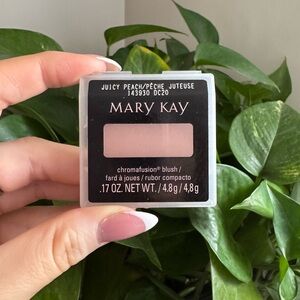 JUICY PEACH/PÊCHE JUTEUSE
143930 DC20
MARY KAY
chromafusion® blush /
fard à joues / rubor compacto
.17 OZ. NET WT. / 4.8 g / 4,8 g